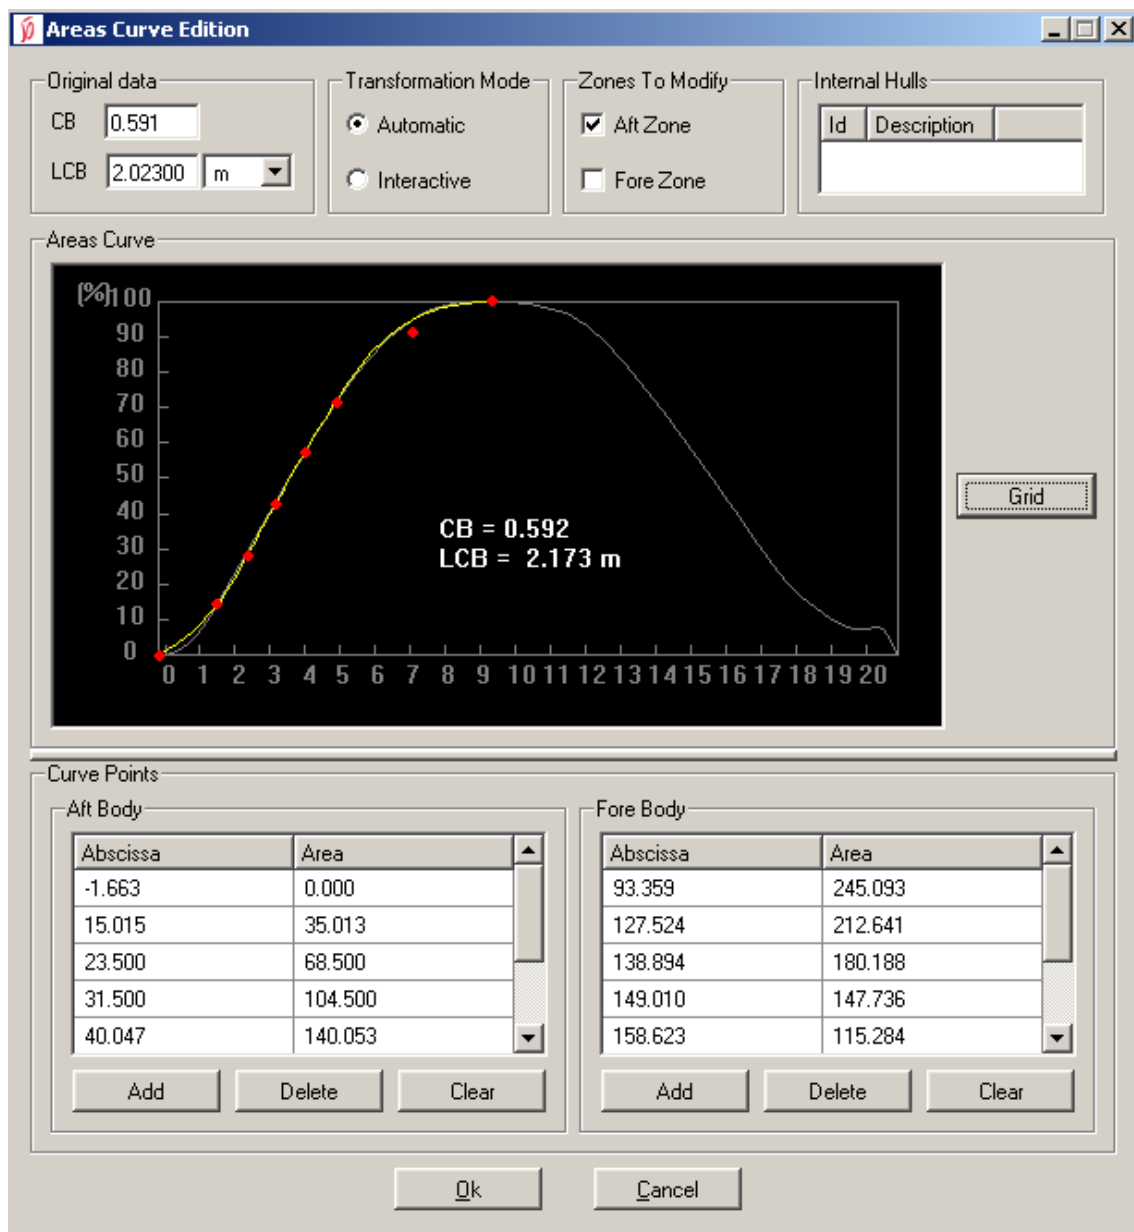 Areas Curve Edition
Original data
CB 0.591
LCB 2.02300 m
Transformation Mode
Automatic
Interactive
Zones To Modify
Aft Zone
Fore Zone
Internal Hulls
Id Description
Areas Curve
(%)100
90
80
70
60
50
40
30
20
10
0
CB = 0.592
LCB = 2.173 m
0 1 2 3 4 5 6 7 8 9 10 11 12 13 14 15 16 17 18 19 20
Grid
Curve Points
Aft Body
Abscissa Area
-1.663 0.000
15.015 35.013
23.500 68.500
31.500 104.500
40.047 140.053
Add Delete Clear
Fore Body
Abscissa Area
93.359 245.093
127.524 212.641
138.894 180.188
149.010 147.736
158.623 115.284
Add Delete Clear
Ok Cancel